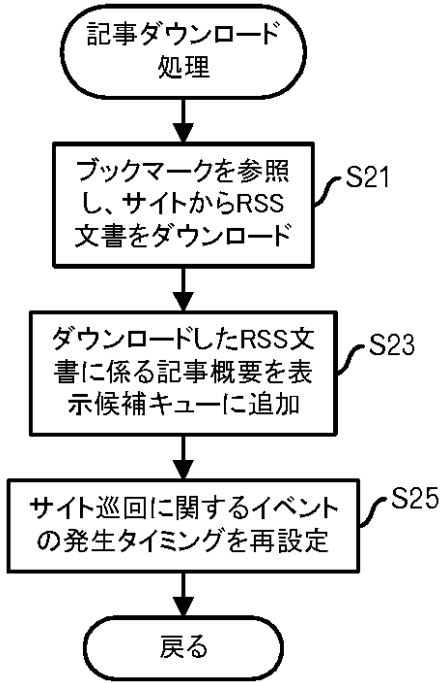 記事ダウンロード
処理
ブックマークを参照
し、サイトからRSS
文書をダウンロード
S21
ダウンロードしたRSS文
書に係る記事概要を表
示候補キューに追加
S23
サイト巡回に関するイベント
の発生タイミングを再設定
S25
戻る